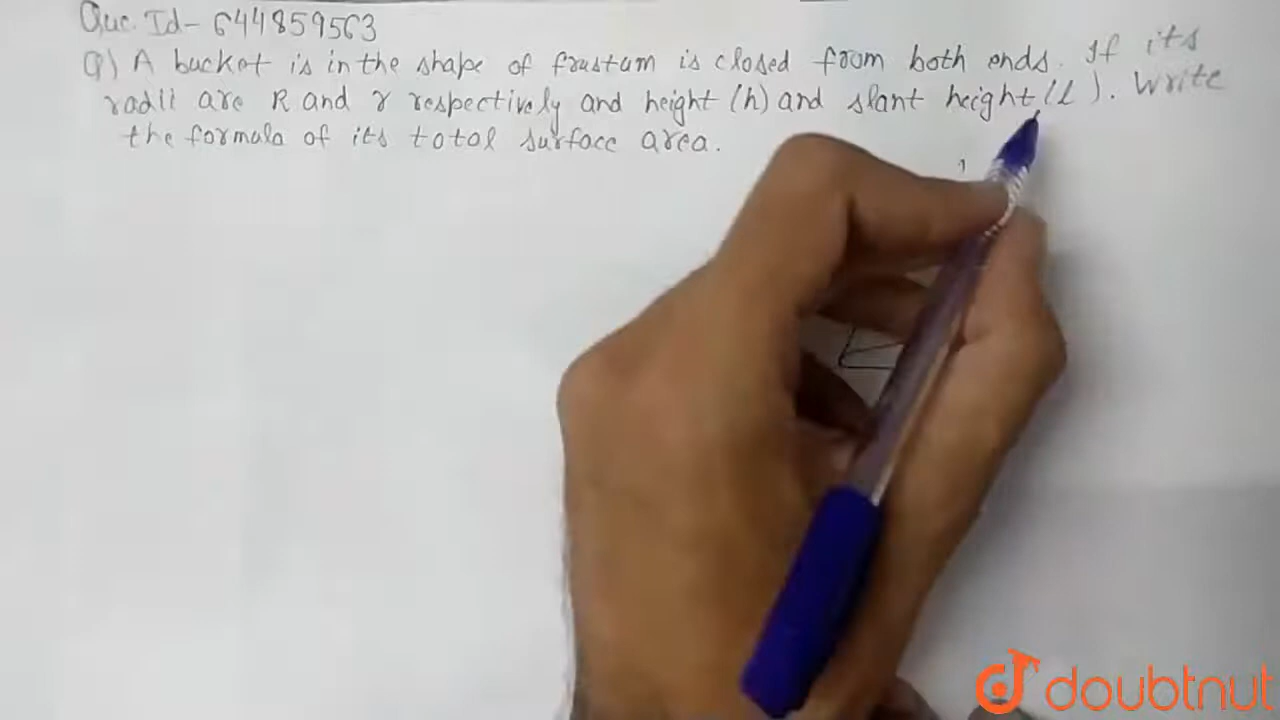 Que. Id - 644859563
Q) A bucket is in the shape of frustum is closed from both ends. If its
radii are R and r respectively and height (h) and slant height (L). Write
the formula of its total surface area.
doubtnut